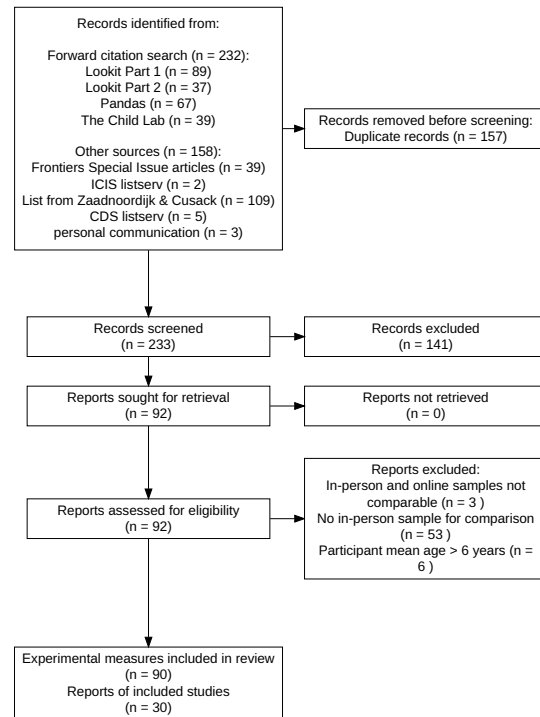 Records identified from:
Forward citation search (n = 232):
Lookit Part 1 (n = 89)
Lookit Part 2 (n = 37)
Pandas (n = 67)
The Child Lab (n = 39)
Other sources (n = 158):
Frontiers Special Issue articles (n = 39)
ICIS listserv (n = 2)
List from Zaadnoordijk & Cusack (n = 109)
CDS listserv (n = 5)
personal communication (n = 3)
Records removed before screening:
Duplicate records (n = 157)
Records screened
(n = 233)
Records excluded
(n = 141)
Reports sought for retrieval
(n = 92)
Reports not retrieved
(n = 0)
Reports assessed for eligibility
(n = 92)
Reports excluded:
In-person and online samples not
comparable (n = 3 )
No in-person sample for comparison
(n = 53 )
Participant mean age > 6 years (n =
6 )
Experimental measures included in review
(n = 90)
Reports of included studies
(n = 30)